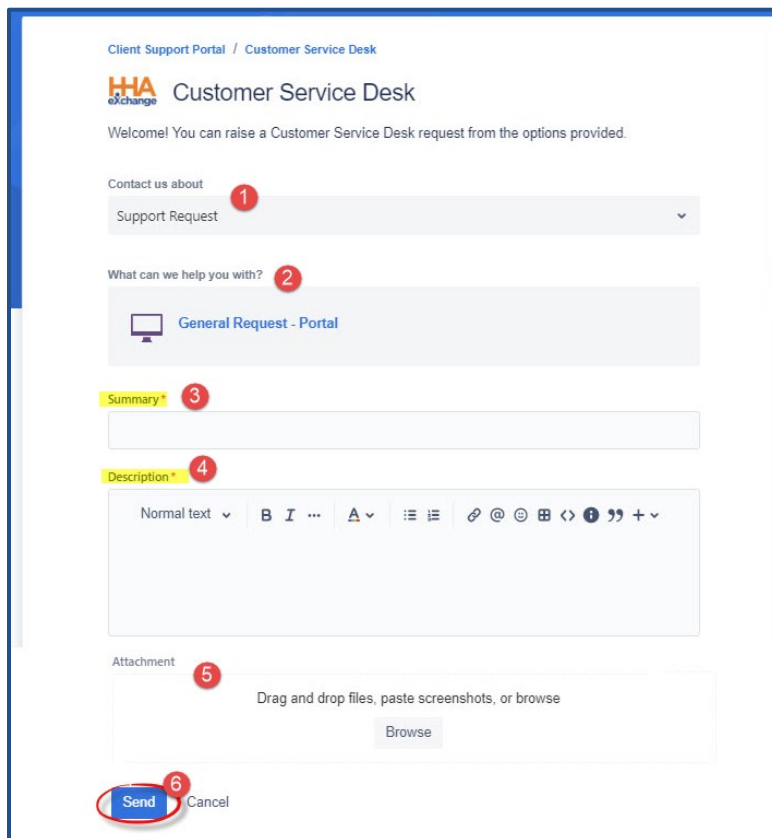 Client Support Portal / Customer Service Desk
HHA
eXchange
Customer Service Desk
Welcome! You can raise a Customer Service Desk request from the options provided.
Contact us about
1
Support Request
What can we help you with?
2
General Request - Portal
Summary*
3
Description*
4
Normal text B I ... A @ <> i ” +
Attachment
5
Drag and drop files, paste screenshots, or browse
Browse
6
Send Cancel